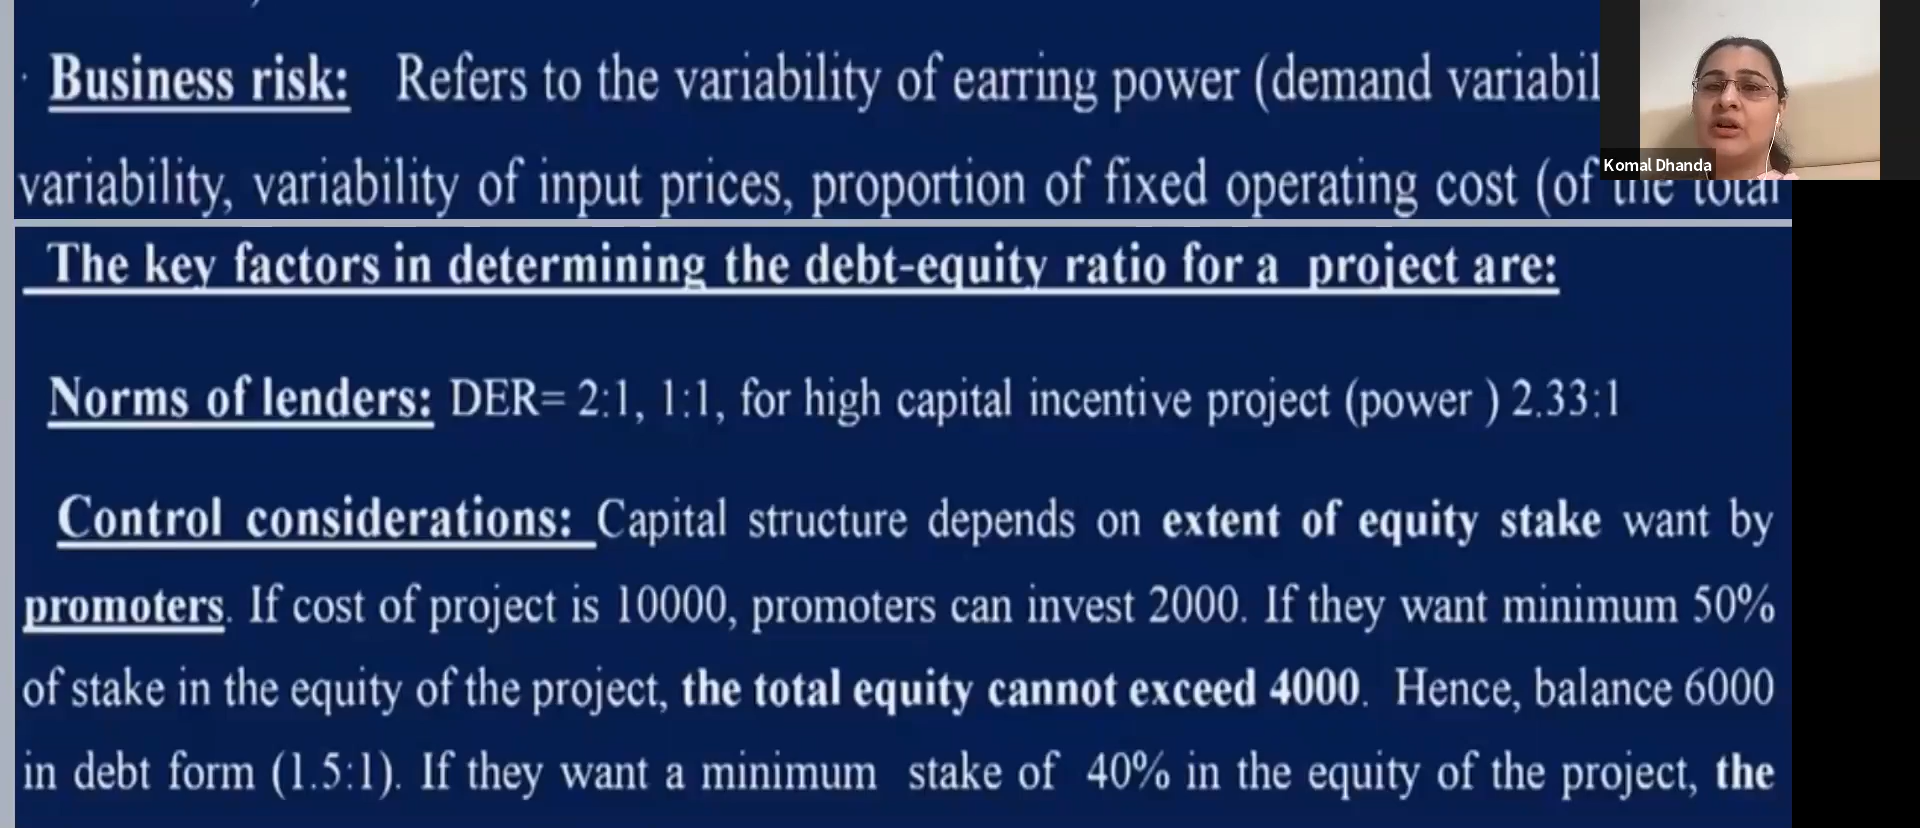 Business risk: Refers to the variability of earring power (demand variabil
variability, variability of input prices, proportion of fixed operating cost (of the total
Komal Dhanda
The key factors in determining the debt-equity ratio for a project are:
Norms of lenders: DER= 2:1, 1:1, for high capital incentive project (power ) 2.33:1
Control considerations: Capital structure depends on extent of equity stake want by
promoters. If cost of project is 10000, promoters can invest 2000. If they want minimum 50%
of stake in the equity of the project, the total equity cannot exceed 4000. Hence, balance 6000
in debt form (1.5:1). If they want a minimum stake of 40% in the equity of the project, the